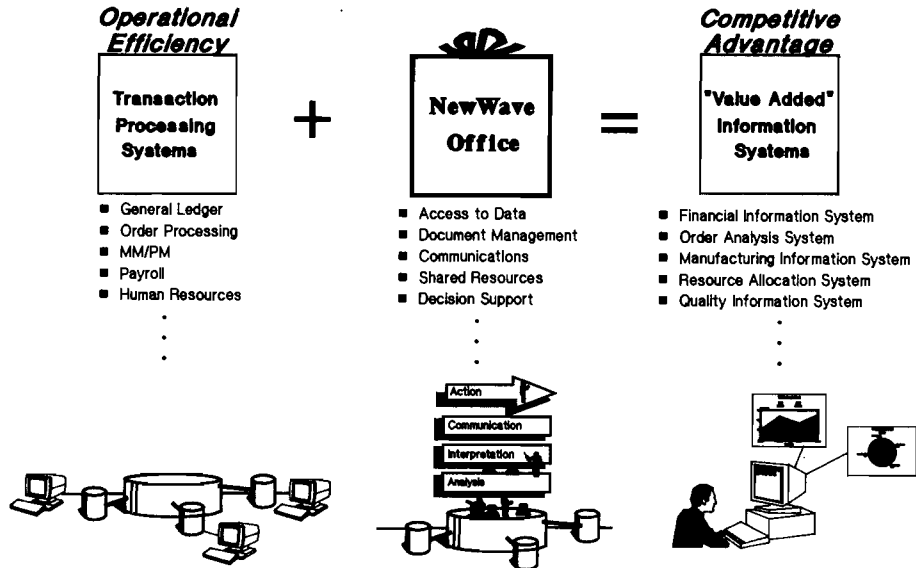 Operational
Efficiency
Transaction
Processing
Systems
■ General Ledger
■ Order Processing
■ MM/PM
■ Payroll
■ Human Resources
+
NewWave
Office
■ Access to Data
■ Document Management
■ Communications
■ Shared Resources
■ Decision Support
Action
Communication
Interpretation
Analysis
=
Competitive
Advantage
"Value Added"
Information
Systems
■ Financial Information System
■ Order Analysis System
■ Manufacturing Information System
■ Resource Allocation System
■ Quality Information System